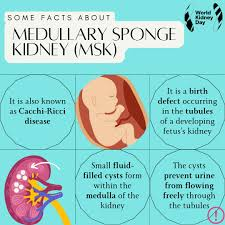 SOME FACTS ABOUT
MEDULLARY SPONGE
KIDNEY (MSK)
World
Kidney
Day
It is also known
as Cacchi-Ricci
disease
It is a birth
defect occurring
in the tubules
of a developing
fetus's kidney
Small fluid-
filled cysts form
within the
medulla of the
kidney
The cysts
prevent urine
from flowing
freely through
the tubules